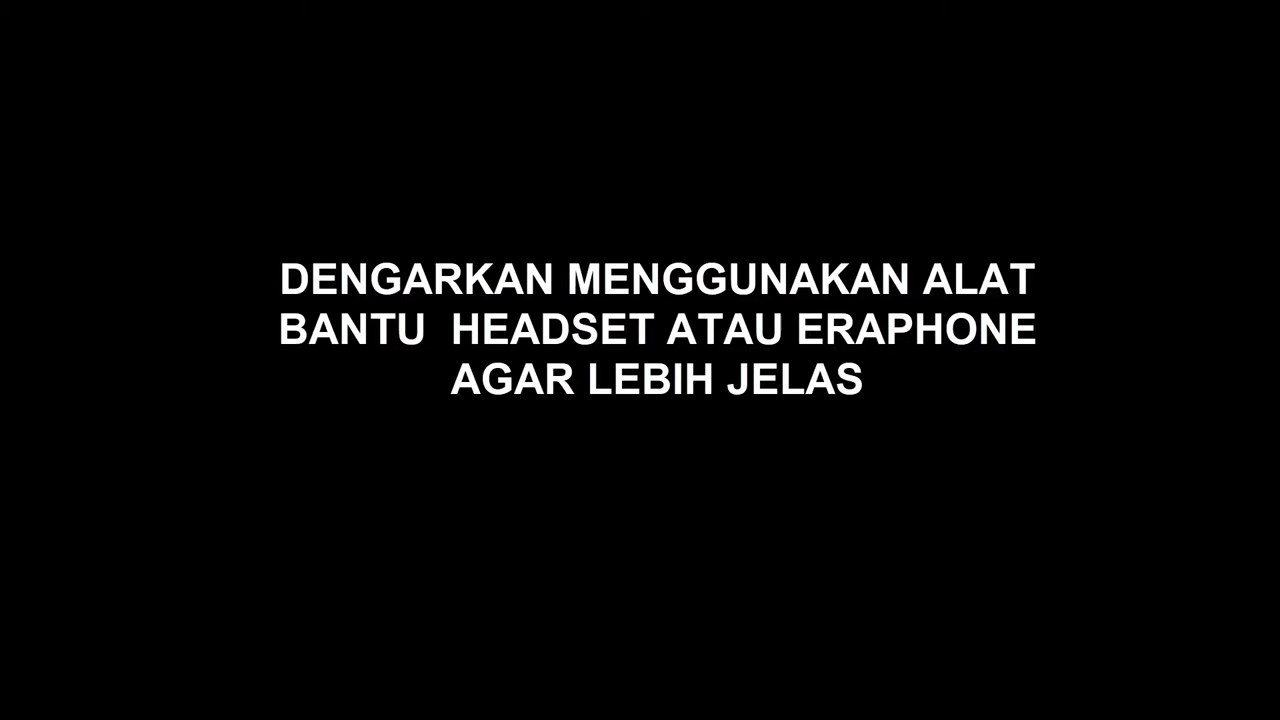 DENGARKAN MENGGUNAKAN ALAT
BANTU  HEADSET ATAU ERAPHONE
AGAR LEBIH JELAS